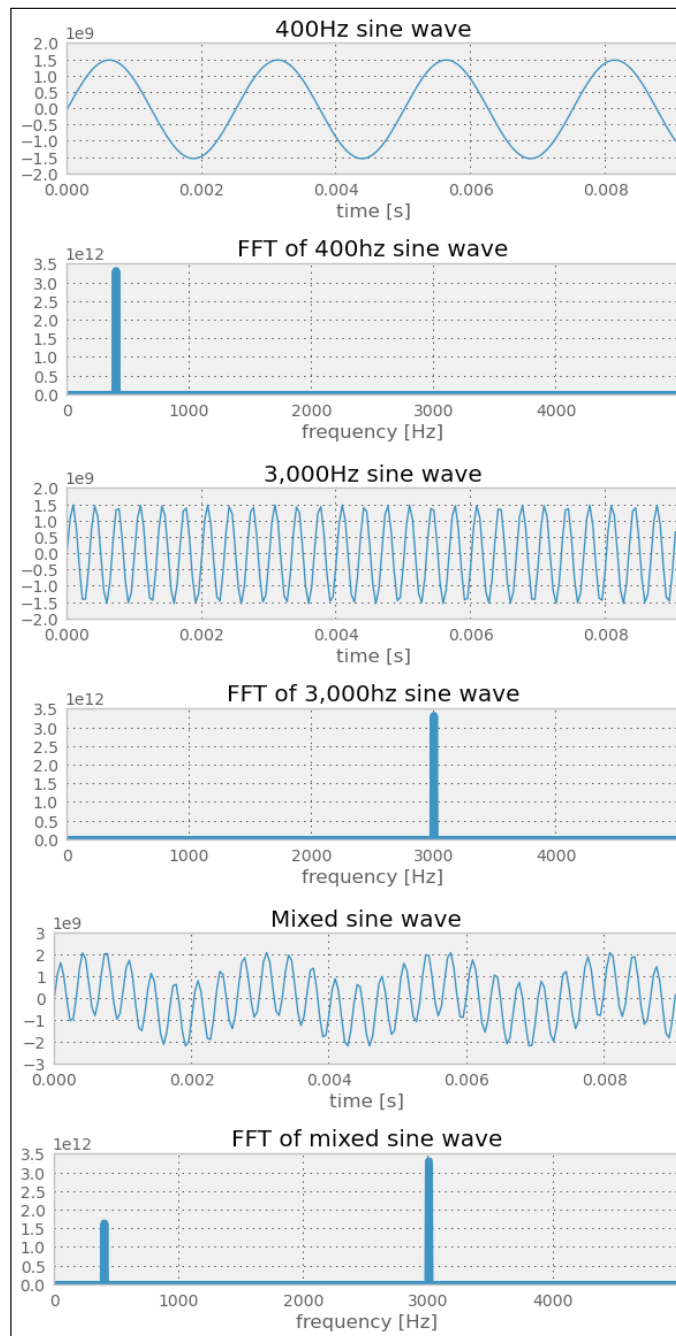 400Hz sine wave
1e9
2.0
1.5
1.0
0.5
0.0
−0.5
−1.0
−1.5
−2.0
0.000 0.002 0.004 0.006 0.008
time [s]
FFT of 400hz sine wave
1e12
3.5
3.0
2.5
2.0
1.5
1.0
0.5
0.0
0 1000 2000 3000 4000
frequency [Hz]
3,000Hz sine wave
1e9
2.0
1.5
1.0
0.5
0.0
−0.5
−1.0
−1.5
−2.0
0.000 0.002 0.004 0.006 0.008
time [s]
FFT of 3,000hz sine wave
1e12
3.5
3.0
2.5
2.0
1.5
1.0
0.5
0.0
0 1000 2000 3000 4000
frequency [Hz]
Mixed sine wave
1e9
3
2
1
0
−1
−2
−3
0.000 0.002 0.004 0.006 0.008
time [s]
FFT of mixed sine wave
1e12
3.5
3.0
2.5
2.0
1.5
1.0
0.5
0.0
0 1000 2000 3000 4000
frequency [Hz]